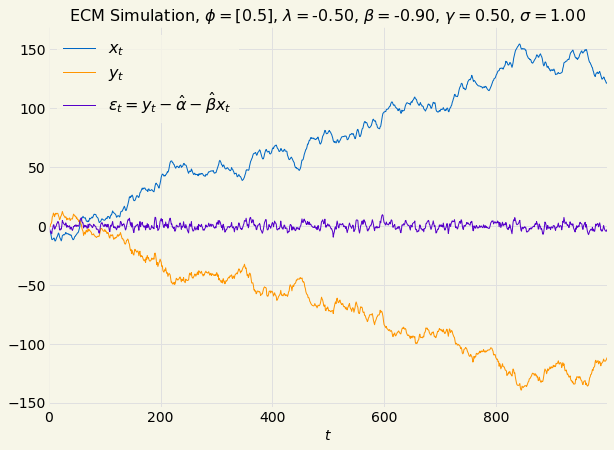 ECM Simulation, ϕ = [0.5], λ = -0.50, β = -0.90, γ = 0.50, σ = 1.00
x_t
y_t
ε_t = y_t − α̂ − β̂x_t
150
100
50
0
−50
−100
−150
0 200 400 600 800
t